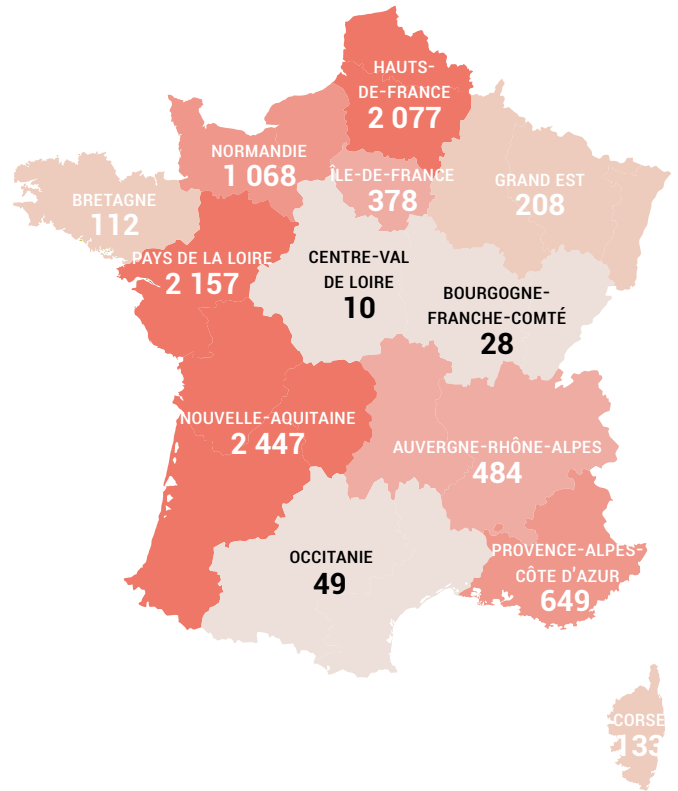 HAUTS-
DE-FRANCE
2 077
NORMANDIE
1 068
ÎLE-DE-FRANCE
378
GRAND EST
208
BRETAGNE
112
PAYS DE LA LOIRE
2 157
CENTRE-VAL
DE LOIRE
10
BOURGOGNE-
FRANCHE-COMTÉ
28
NOUVELLE-AQUITAINE
2 447
AUVERGNE-RHÔNE-ALPES
484
OCCITANIE
49
PROVENCE-ALPES-
CÔTE D'AZUR
649
CORSE
133